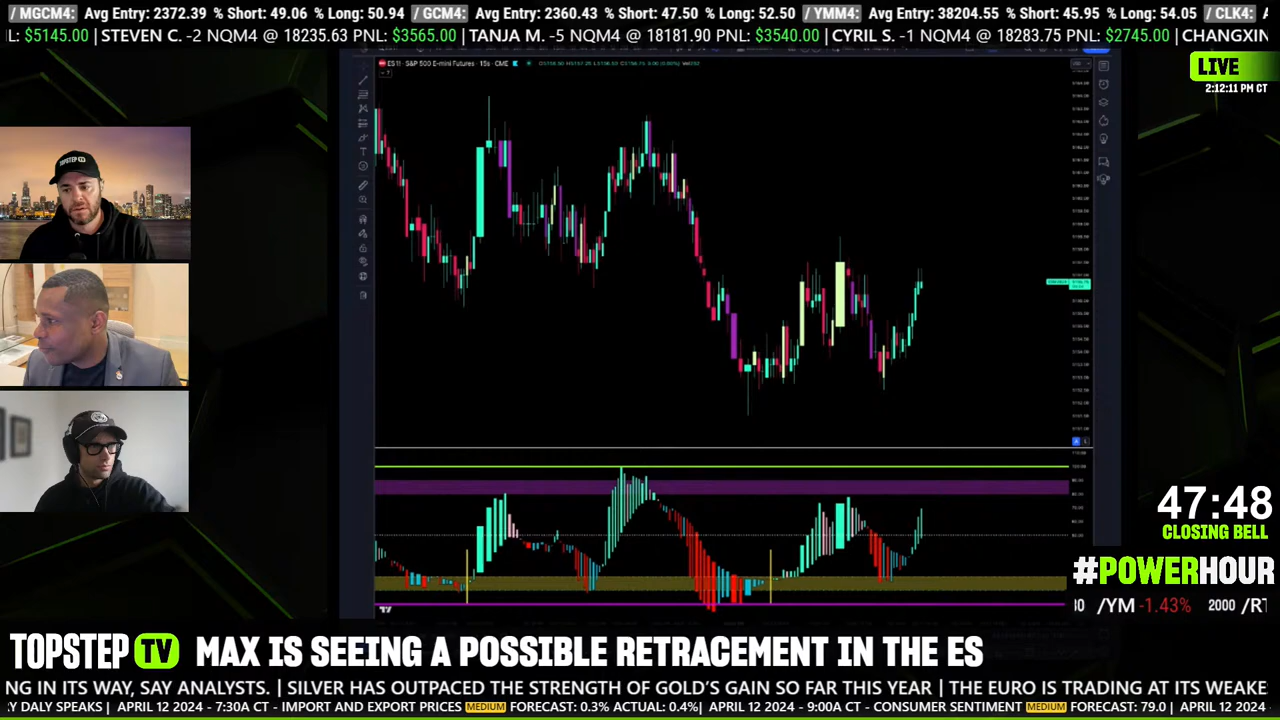 / MGCM4: Avg Entry: 2372.39 % Short: 49.06 % Long: 50.94 / GCM4: Avg Entry: 2360.43 % Short: 47.50 % Long: 52.50 / YMM4: Avg Entry: 38204.55 % Short: 45.95 % Long: 54.05 / CLK4:
L: $5145.00 | STEVEN C. -2 NQM4 @ 18235.63 PNL: $3565.00 | TANJA M. -5 NQM4 @ 18181.90 PNL: $3540.00 | CYRIL S. -1 NQM4 @ 18283.75 PNL: $2745.00 | CHANGXIN
ES 1! · S&P 500 E-mini Futures · 15s · CME
LIVE
2:12:11 PM CT
TOPSTEP
47:48
CLOSING BELL
#POWERHOUR
30 /YM -1.43% 2000 /RT
TOPSTEP TV MAX IS SEEING A POSSIBLE RETRACEMENT IN THE ES
NG IN ITS WAY, SAY ANALYSTS. | SILVER HAS OUTPACED THE STRENGTH OF GOLD'S GAIN SO FAR THIS YEAR | THE EURO IS TRADING AT ITS WEAKE
Y DALY SPEAKS | APRIL 12 2024 - 7:30A CT - IMPORT AND EXPORT PRICES MEDIUM FORECAST: 0.3% ACTUAL: 0.4% | APRIL 12 2024 - 9:00A CT - CONSUMER SENTIMENT MEDIUM FORECAST: 79.0 | APRIL 12 2024 -